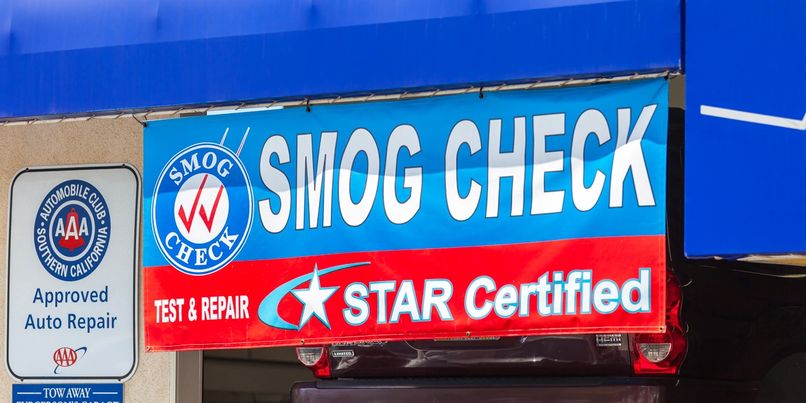 SMOG
CHECK
SMOG CHECK
TEST & REPAIR
STAR Certified
AUTOMOBILE CLUB
AAA
SOUTHERN CALIFORNIA
Approved
Auto Repair
AAA
TOW AWAY
LIMITED